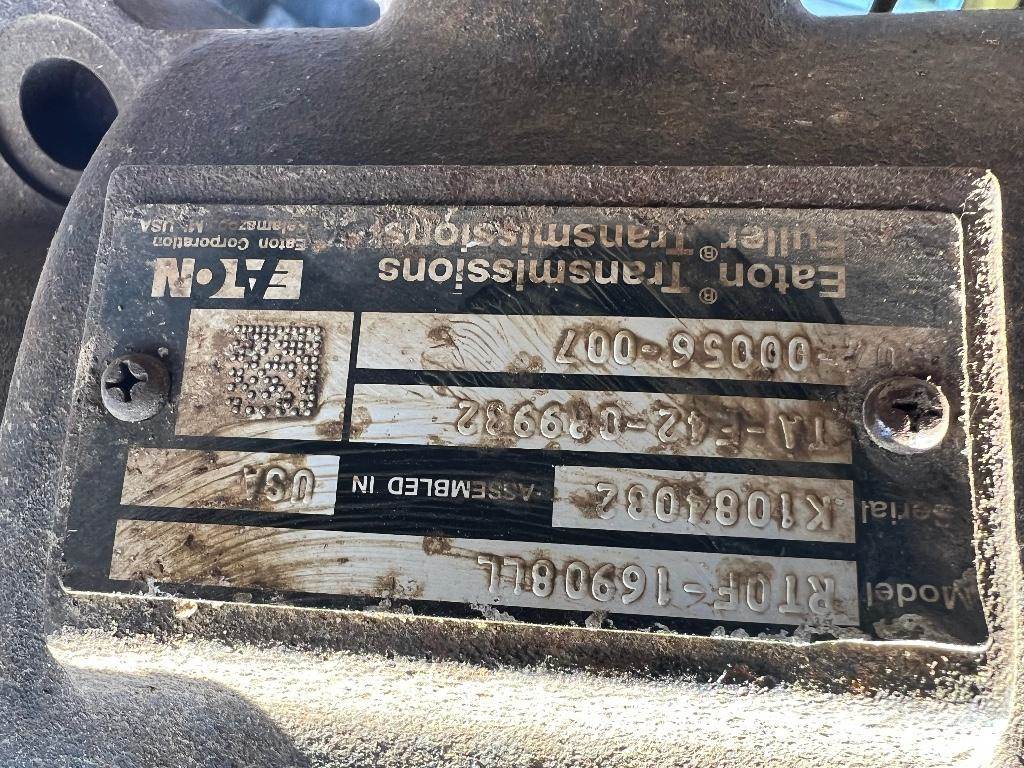 Model RTOF-16908LL
Serial K1084032 ASSEMBLED IN USA
TA-F42-089932
-00056-007
Eaton® Transmissions
Fuller® Transmissions
EATON
Eaton Corporation
Kalamazoo, MI USA